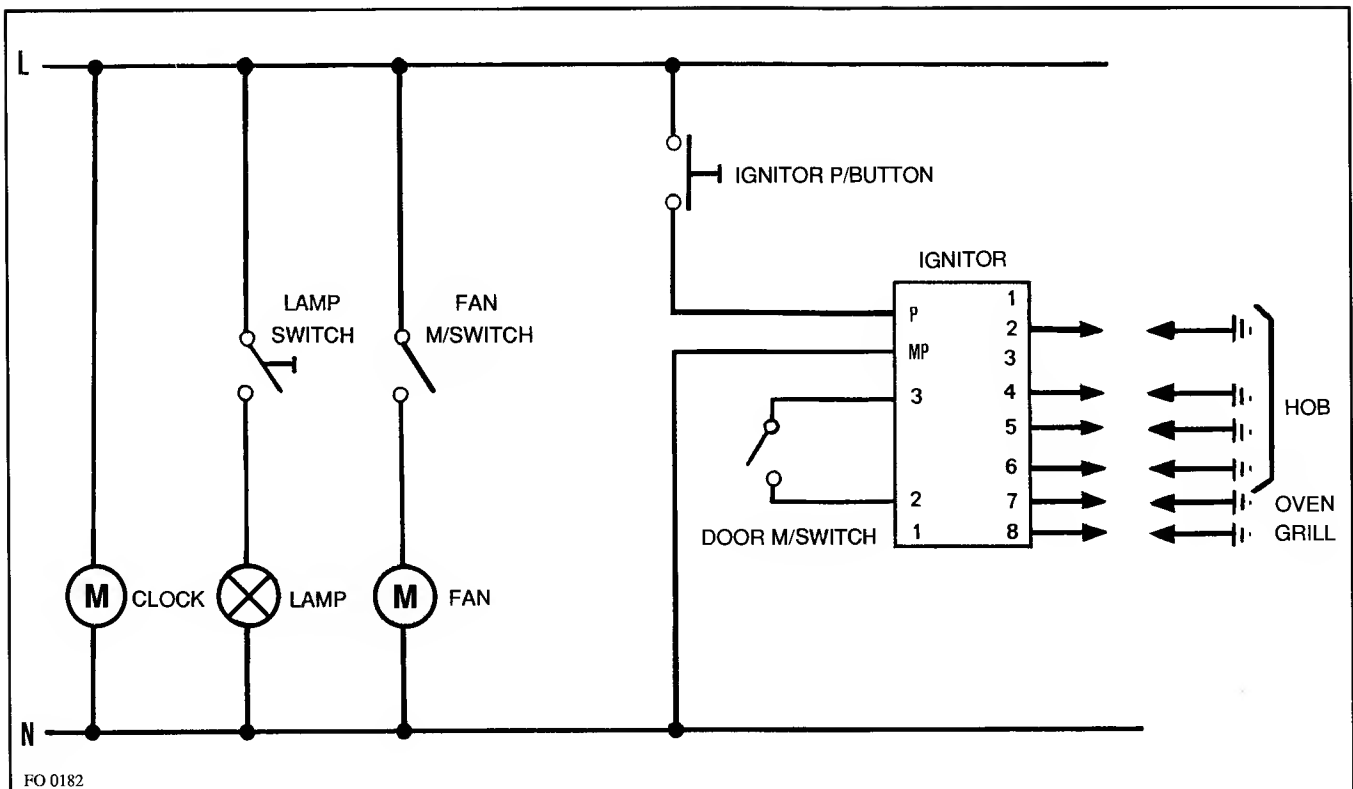 L
IGNITOR P/BUTTON
IGNITOR
LAMP
SWITCH
FAN
M/SWITCH
P
MP
3
2
1
1
2
3
4
5
6
7
8
HOB
OVEN
GRILL
DOOR M/SWITCH
M
CLOCK
LAMP
M
FAN
N
FO 0182